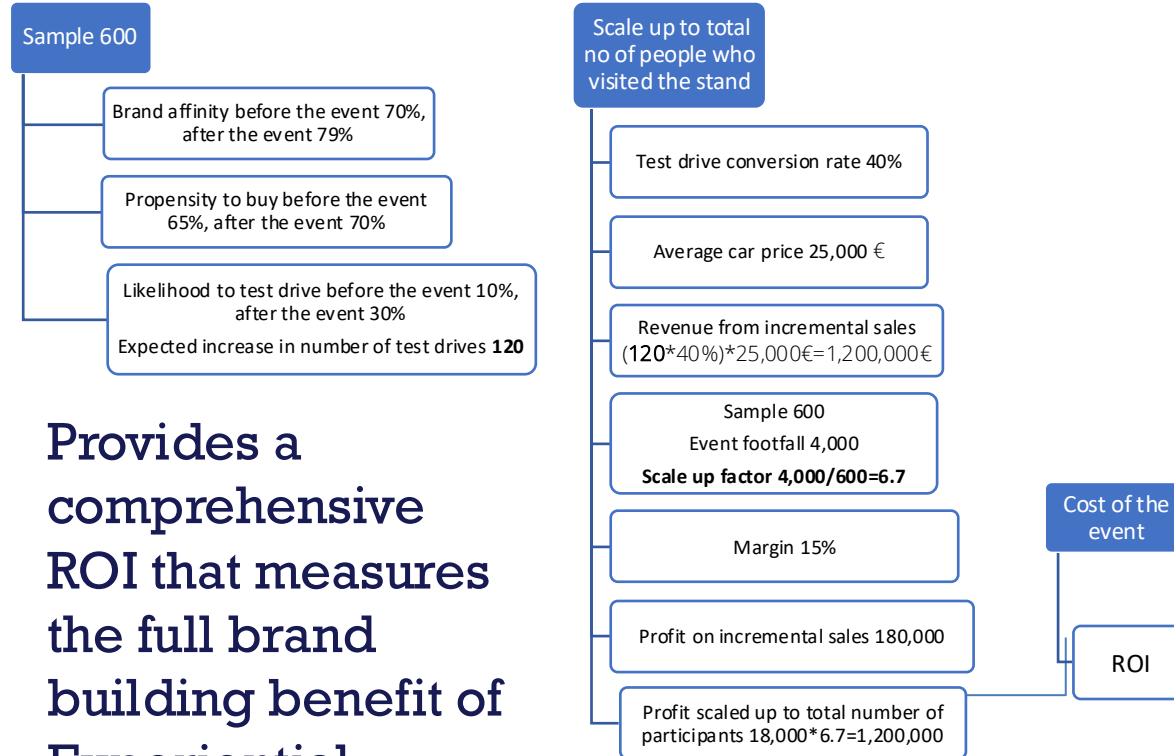 Sample 600
Brand affinity before the event 70%,
after the event 79%
Propensity to buy before the event
65%, after the event 70%
Likelihood to test drive before the event 10%,
after the event 30%
Expected increase in number of test drives 120
Provides a
comprehensive
ROI that measures
the full brand
building benefit of
Scale up to total
no of people who
visited the stand
Test drive conversion rate 40%
Average car price 25,000 €
Revenue from incremental sales
(120*40%)*25,000€=1,200,000€
Sample 600
Event footfall 4,000
Scale up factor 4,000/600=6.7
Margin 15%
Profit on incremental sales 180,000
Profit scaled up to total number of
participants 18,000*6.7=1,200,000
Cost of the
event
ROI